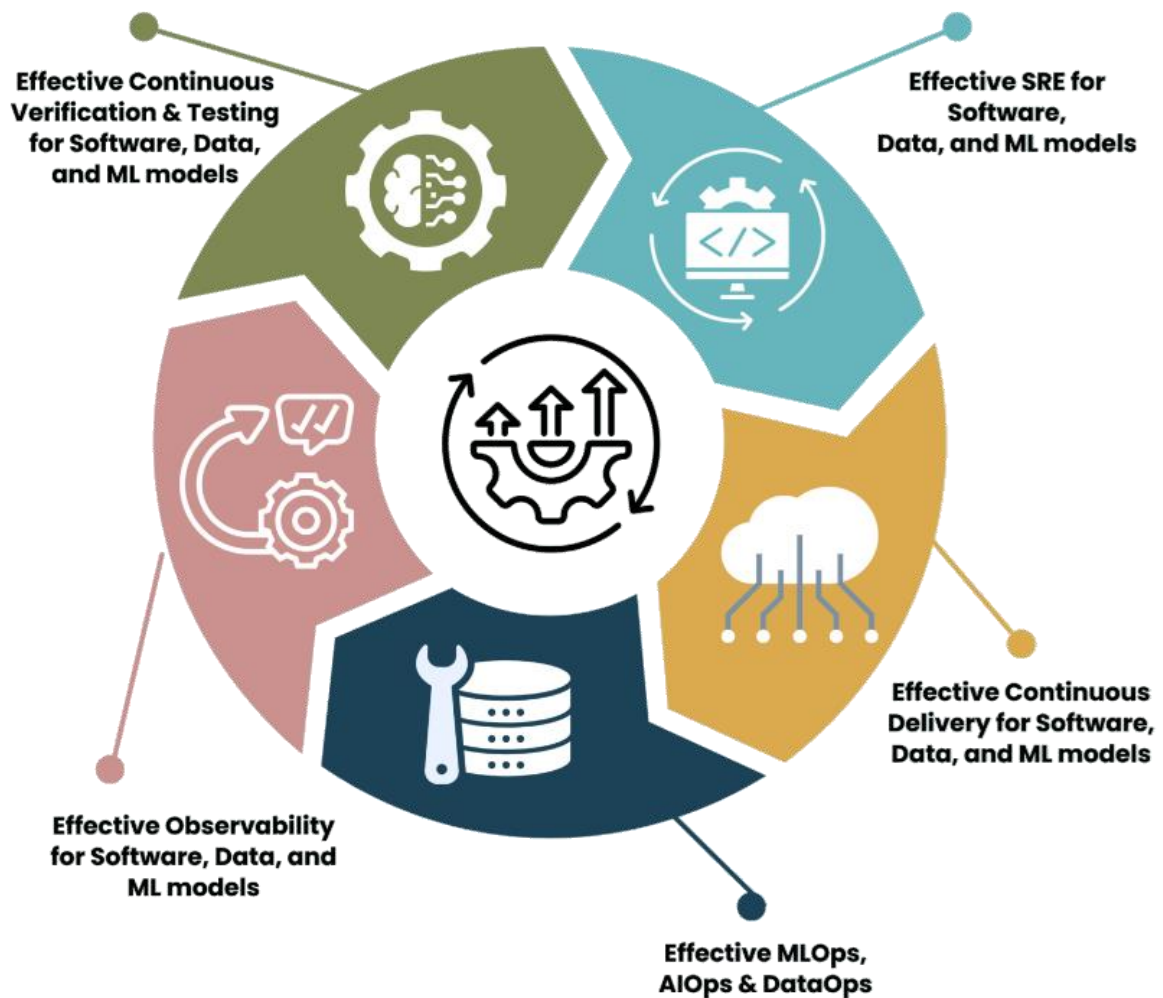 Effective Continuous
Verification & Testing
for Software, Data,
and ML models
Effective SRE for
Software,
Data, and ML models
Effective Continuous
Delivery for Software,
Data, and ML models
Effective MLOps,
AIOps & DataOps
Effective Observability
for Software, Data, and
ML models